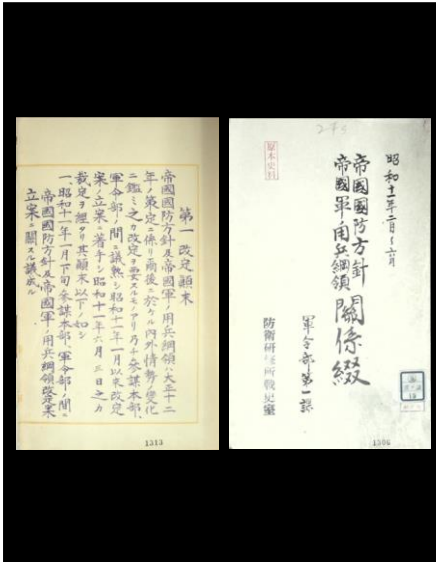 昭和十一年二月～六月
帝國國防方針
帝國軍ノ用兵綱領
關係綴
軍令部第一課
防衛研修所戦史室
原本史料
1306
第一 改定顛末
帝國國防方針及帝國軍ノ用兵綱領ハ大正十二
年ノ策定ニ係リ爾後ニ於ケル内外情勢ノ変化
ニ鑑ミ之カ改定ヲ要スルモノアリ乃チ参謀本部、
軍令部ノ間ニ議熟シ昭和十一年一月以来改定
案ノ立案ニ着手シ昭和十一年六月三日之カ
裁定ヲ経タリ其顛末以下ノ如シ
一、昭和十一年一月下旬参謀本部、軍令部ノ間ニ
帝國國防方針及帝國軍ノ用兵綱領改定案
立案ニ關スル議成ル
1313